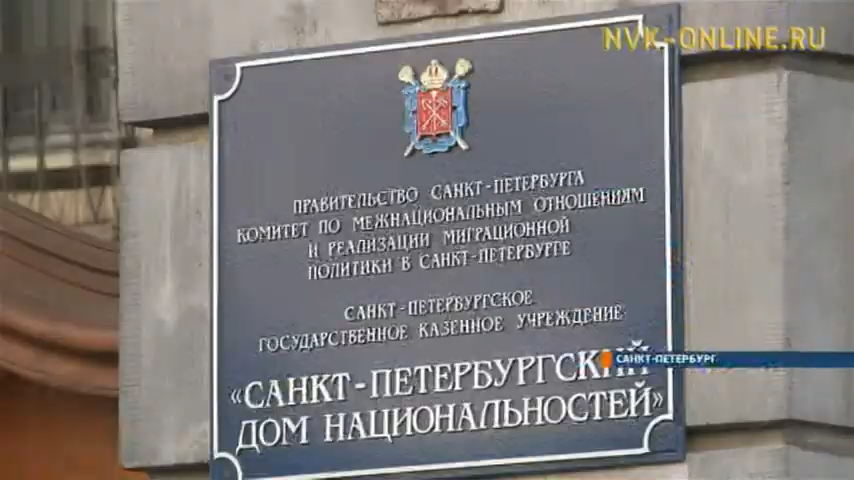 NVK-ONLINE.RU
ПРАВИТЕЛЬСТВО САНКТ-ПЕТЕРБУРГА
КОМИТЕТ ПО МЕЖНАЦИОНАЛЬНЫМ ОТНОШЕНИЯМ
И РЕАЛИЗАЦИИ МИГРАЦИОННОЙ
ПОЛИТИКИ В САНКТ-ПЕТЕРБУРГЕ
САНКТ-ПЕТЕРБУРГСКОЕ
ГОСУДАРСТВЕННОЕ КАЗЕННОЕ УЧРЕЖДЕНИЕ
«САНКТ-ПЕТЕРБУРГСКИЙ
ДОМ НАЦИОНАЛЬНОСТЕЙ»
САНКТ-ПЕТЕРБУРГ